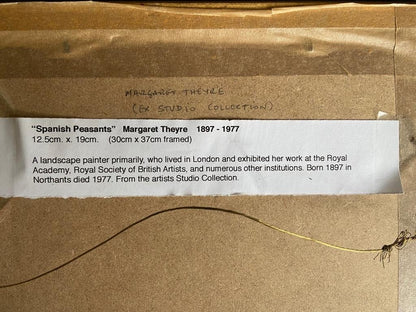 MARGARET THEYRE
(EX STUDIO COLLECTION)
"Spanish Peasants" Margaret Theyre 1897 - 1977
12.5cm. x. 19cm. (30cm x 37cm framed)
A landscape painter primarily, who lived in London and exhibited her work at the Royal
Academy, Royal Society of British Artists, and numerous other institutions. Born 1897 in
Northants died 1977. From the artists Studio Collection.